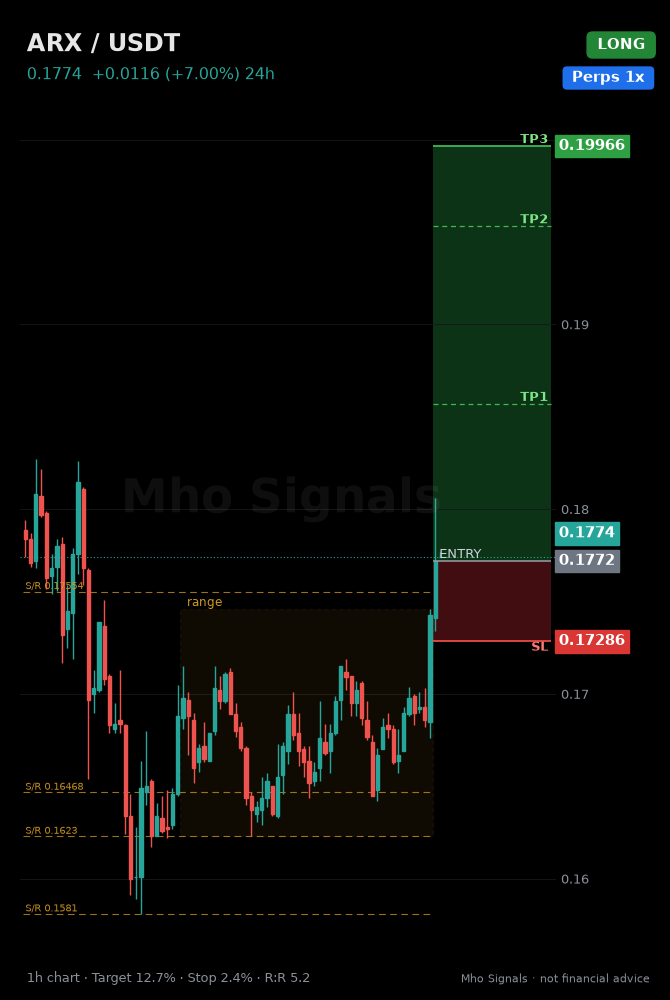 ARX / USDT
LONG
0.1774 +0.0116 (+7.00%) 24h
Perps 1x
TP3
0.19966
TP2
0.19
TP1
Mho Signals
0.18
0.1774
ENTRY
0.1772
S/R 0.17554
range
0.17286
SL
0.17
S/R 0.16468
S/R 0.1623
0.16
S/R 0.1581
1h chart · Target 12.7% · Stop 2.4% · R:R 5.2
Mho Signals · not financial advice